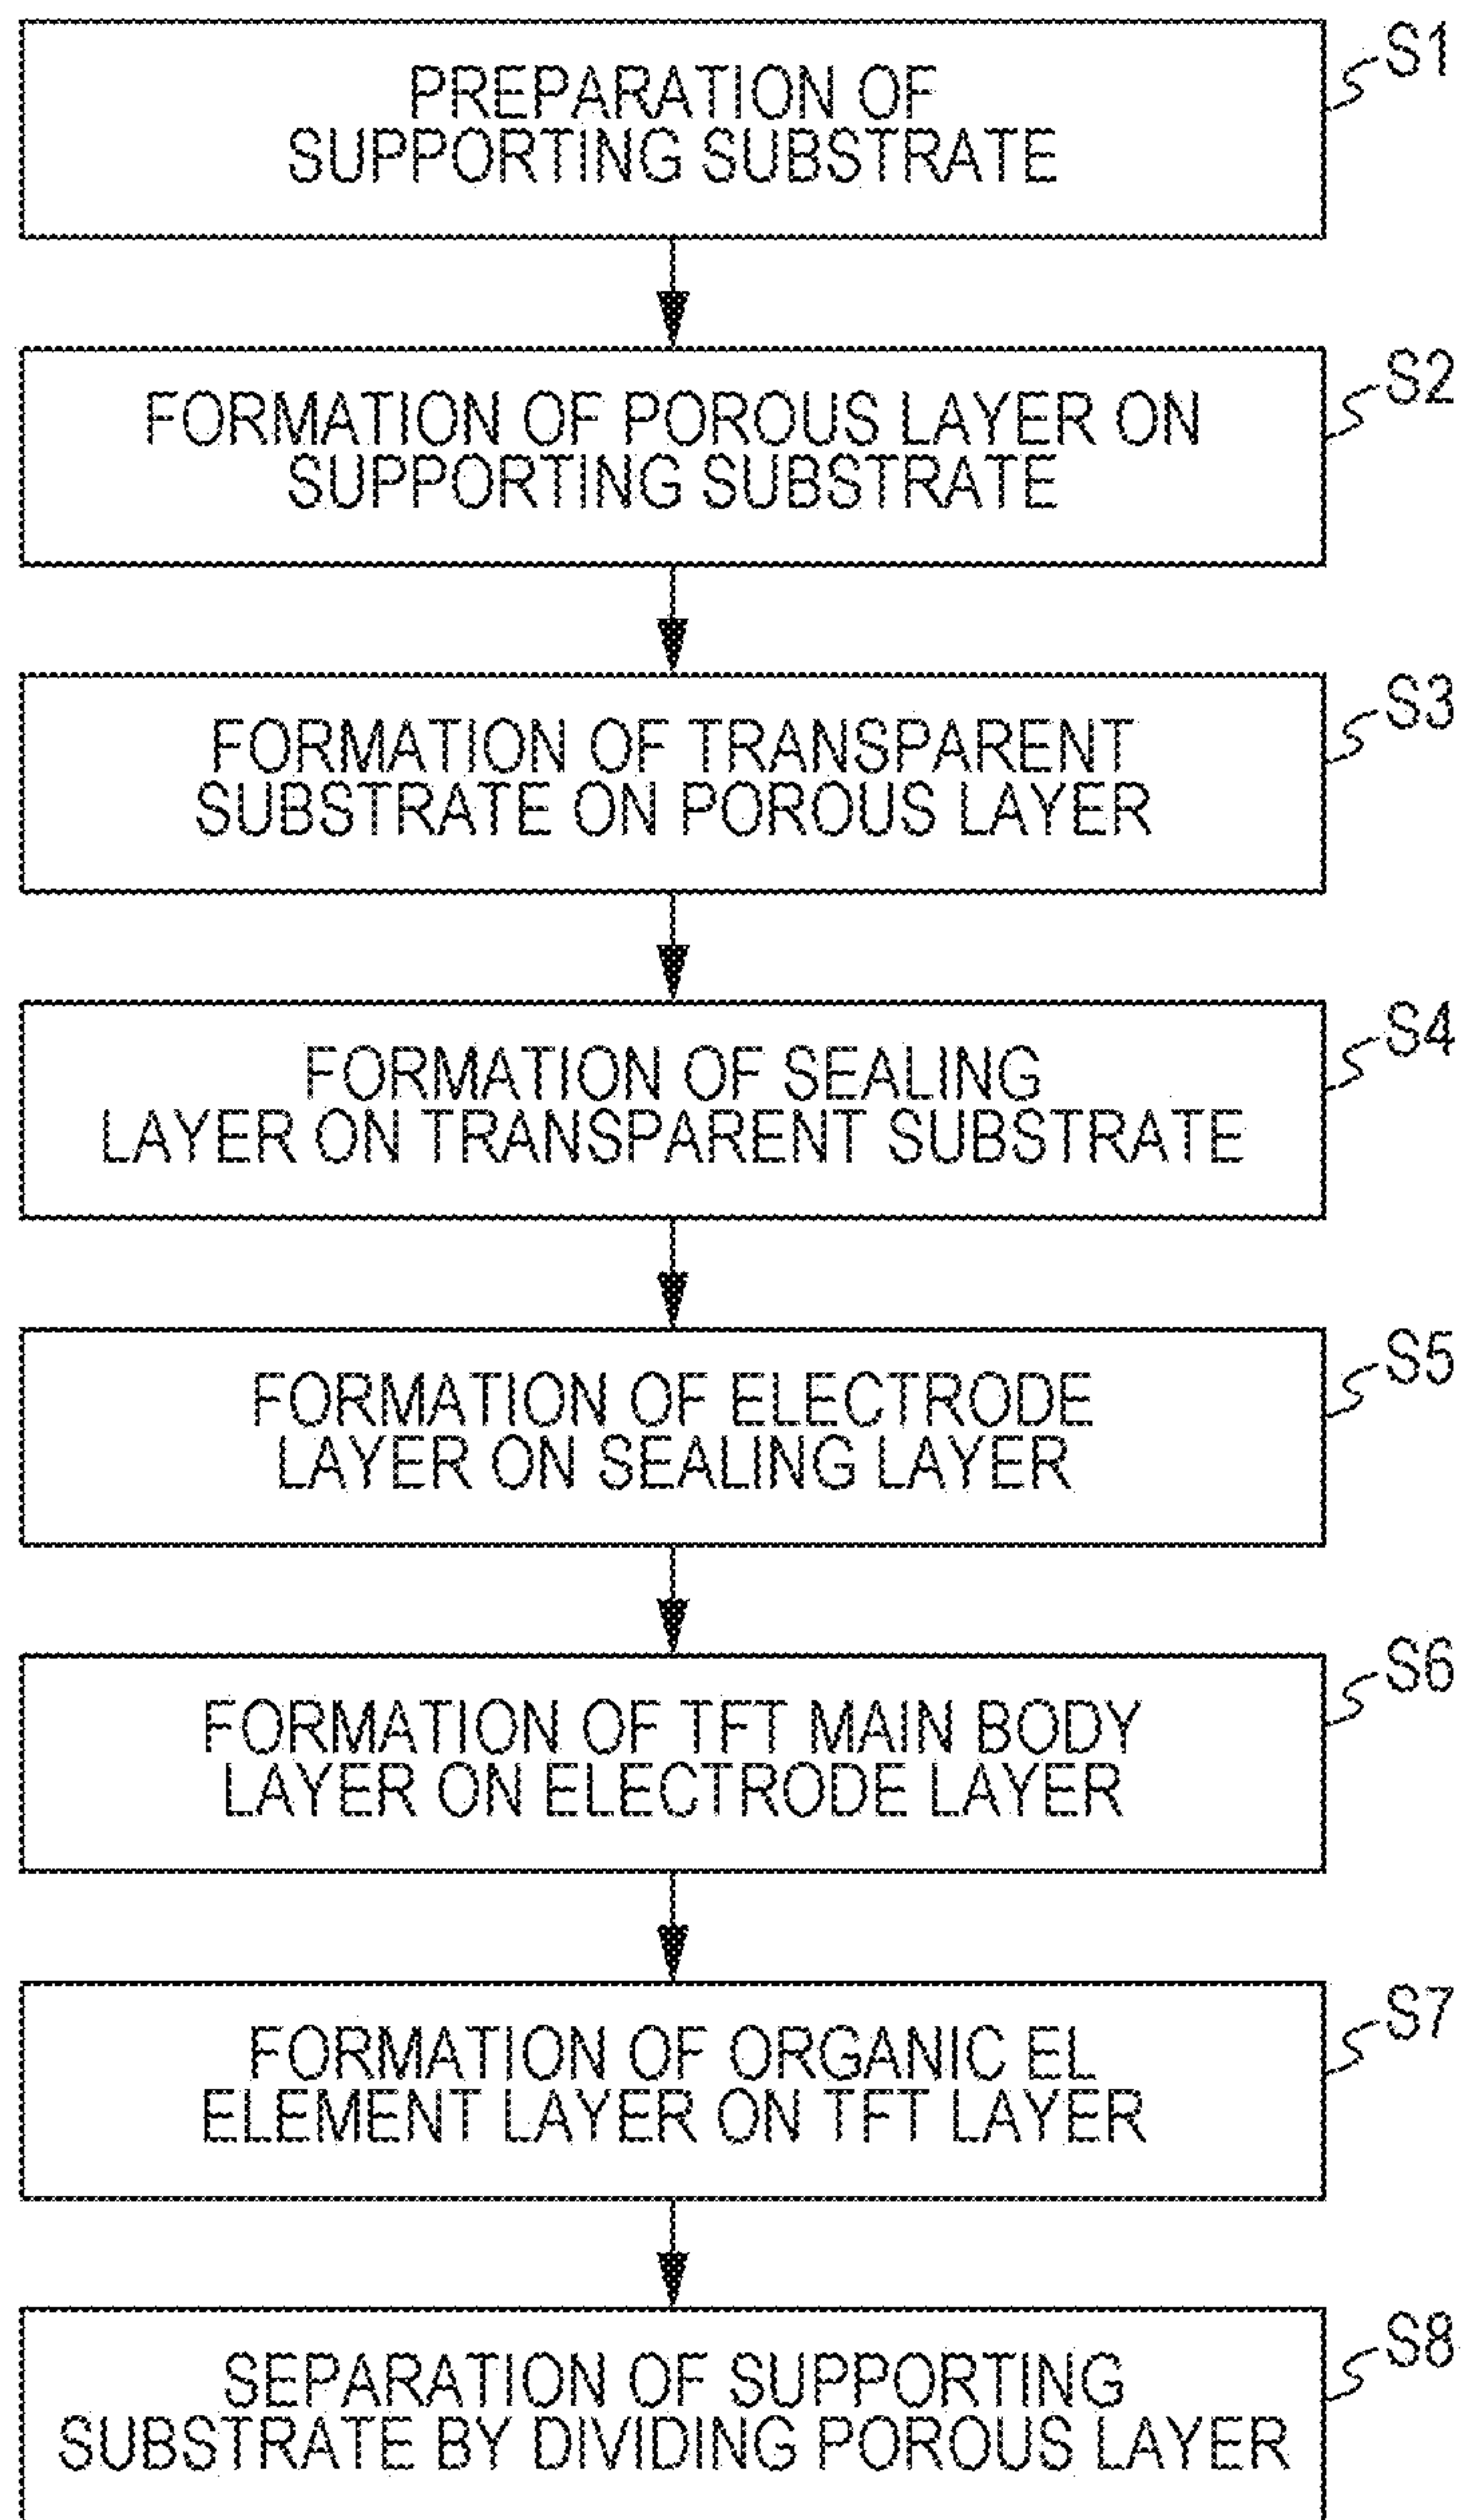 S1
PREPARATION OF
SUPPORTING SUBSTRATE
S2
FORMATION OF POROUS LAYER ON
SUPPORTING SUBSTRATE
S3
FORMATION OF TRANSPARENT
SUBSTRATE ON POROUS LAYER
S4
FORMATION OF SEALING
LAYER ON TRANSPARENT SUBSTRATE
S5
FORMATION OF ELECTRODE
LAYER ON SEALING LAYER
S6
FORMATION OF TFT MAIN BODY
LAYER ON ELECTRODE LAYER
S7
FORMATION OF ORGANIC EL
ELEMENT LAYER ON TFT LAYER
S8
SEPARATION OF SUPPORTING
SUBSTRATE BY DIVIDING POROUS LAYER